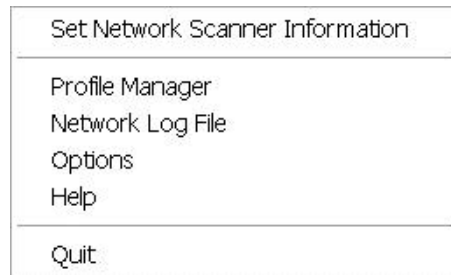 Set Network Scanner Information
Profile Manager
Network Log File
Options
Help
Quit